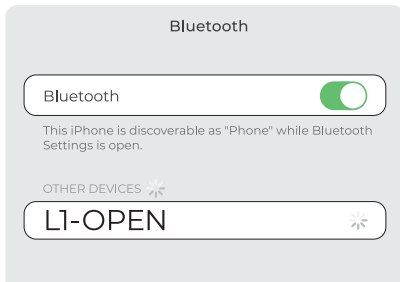 Bluetooth
Bluetooth
This iPhone is discoverable as "Phone" while Bluetooth
Settings is open.
OTHER DEVICES
L1-OPEN